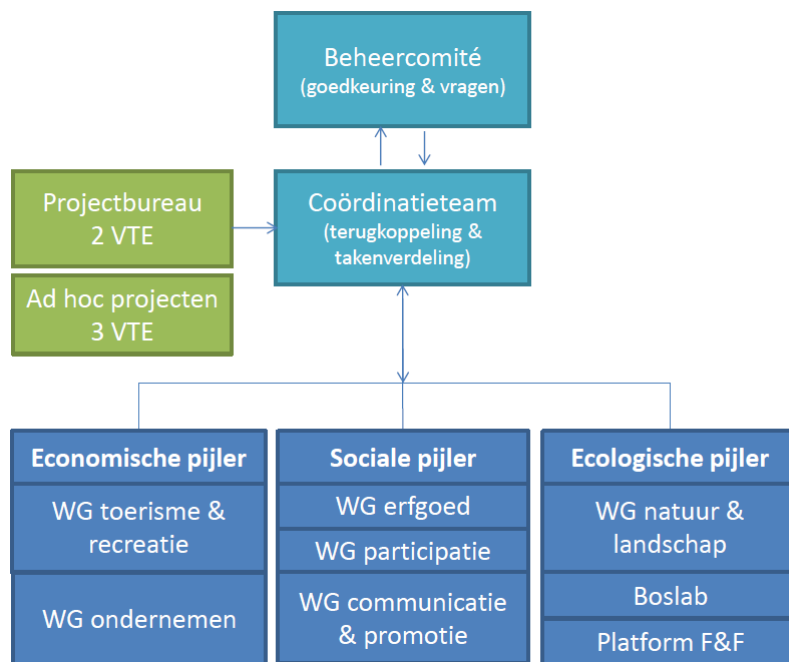 Beheercomité
(goedkeuring & vragen)
Projectbureau
2 VTE
Coördinatieteam
(terugkoppeling &
takenverdeling)
Ad hoc projecten
3 VTE
Economische pijler
WG toerisme &
recreatie
WG ondernemen
Sociale pijler
WG erfgoed
WG participatie
WG communicatie
& promotie
Ecologische pijler
WG natuur &
landschap
Boslab
Platform F&F